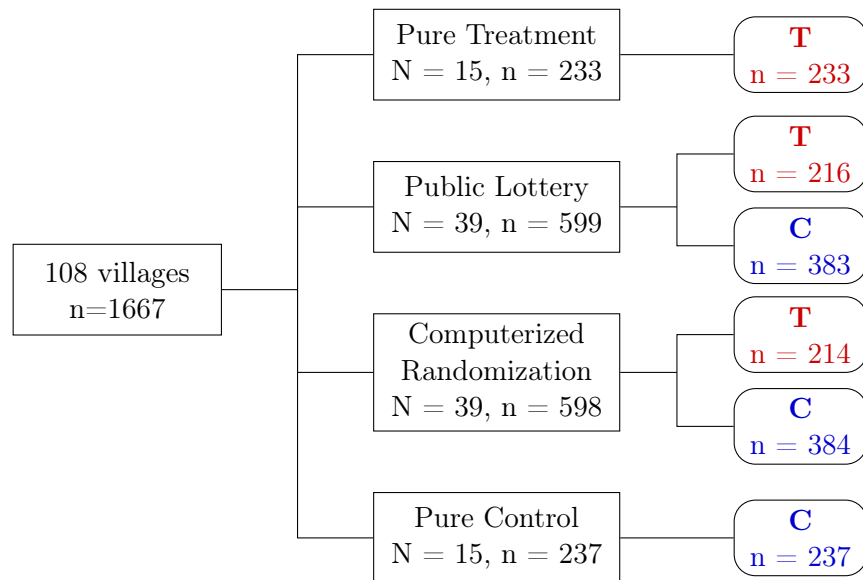 108 villages
n=1667
Pure Treatment
N = 15, n = 233
T
n = 233
Public Lottery
N = 39, n = 599
T
n = 216
C
n = 383
Computerized
Randomization
N = 39, n = 598
T
n = 214
C
n = 384
Pure Control
N = 15, n = 237
C
n = 237